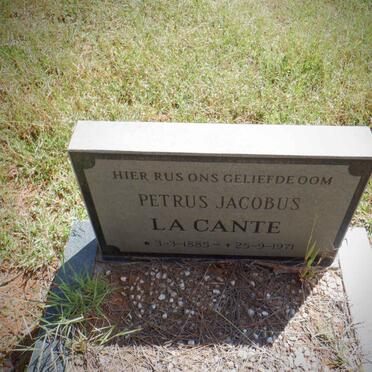 HIER RUS ONS GELIEFDE OOM
PETRUS JACOBUS
LA CANTE
* 3-3-1885 - + 25-9-1971